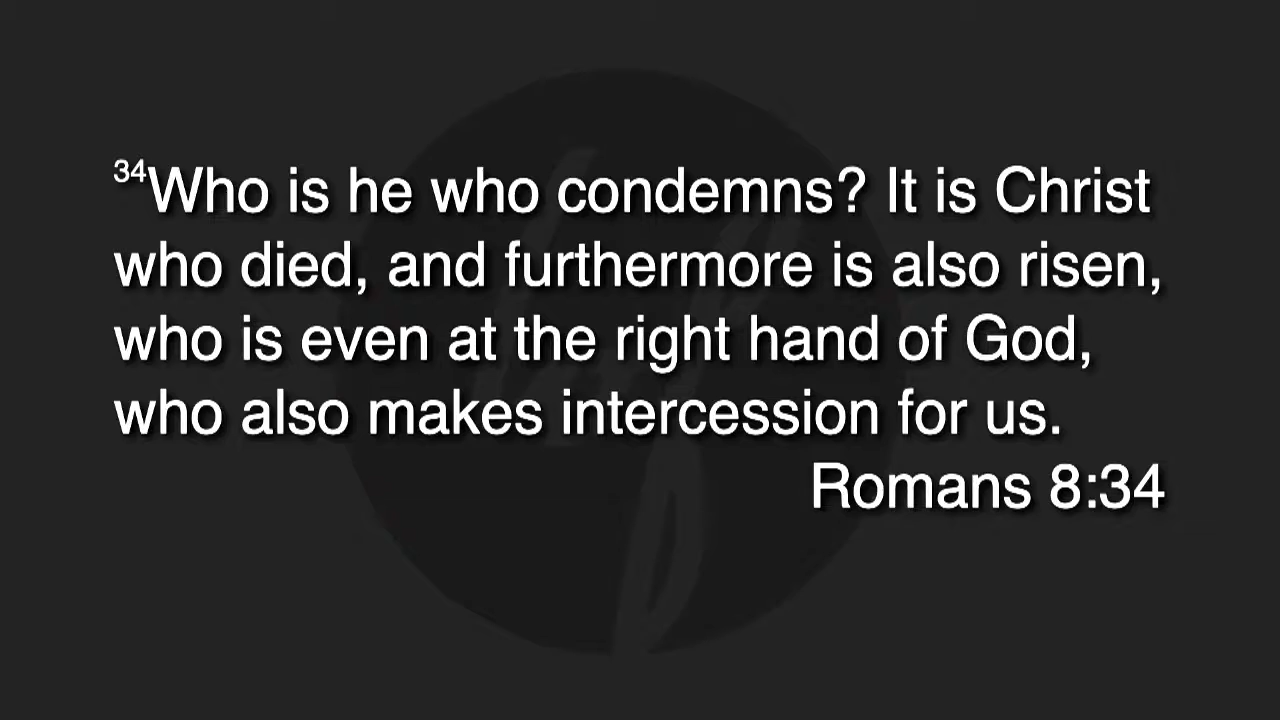 34Who is he who condemns? It is Christ
who died, and furthermore is also risen,
who is even at the right hand of God,
who also makes intercession for us.
Romans 8:34